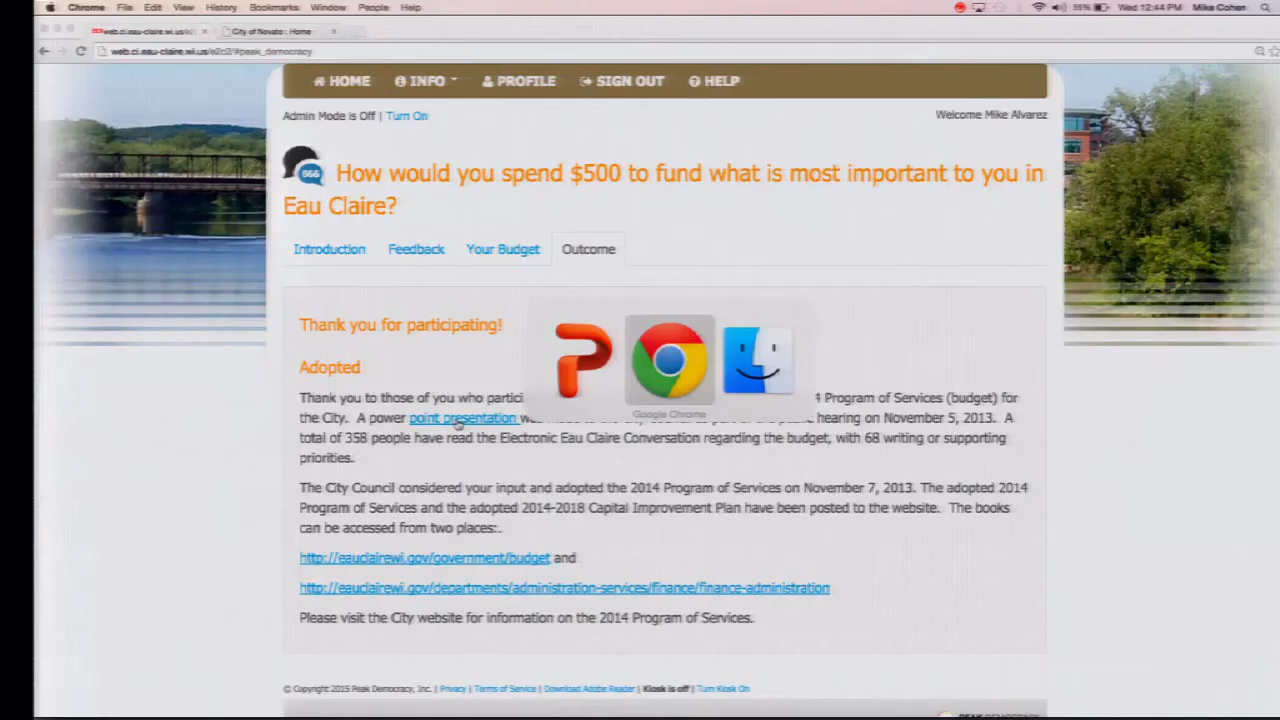 Chrome File Edit View History Bookmarks Window People Help 55% Wed 12:44 PM Mike Cohen
web.ci.eau-claire.wi.us/e2 City of Novato : Home
web.ci.eau-claire.wi.us/e2c2/#peak_democracy
HOME INFO PROFILE SIGN OUT HELP
Admin Mode is Off | Turn On Welcome Mike Alvarez
How would you spend $500 to fund what is most important to you in
Eau Claire?
Introduction Feedback Your Budget Outcome
Thank you for participating!
Adopted
Thank you to those of you who partici 4 Program of Services (budget) for
the City. A power point presentation hearing on November 5, 2013. A
total of 358 people have read the Electronic Eau Claire Conversation regarding the budget, with 68 writing or supporting
priorities.
Google Chrome
The City Council considered your input and adopted the 2014 Program of Services on November 7, 2013. The adopted 2014
Program of Services and the adopted 2014-2018 Capital Improvement Plan have been posted to the website. The books
can be accessed from two places:.
http://eauclairewi.gov/government/budget and
http://eauclairewi.gov/departments/administration-services/finance/finance-administration
Please visit the City website for information on the 2014 Program of Services.
© Copyright 2015 Peak Democracy, Inc. | Privacy | Terms of Service | Download Adobe Reader | Kiosk is off | Turn Kiosk On